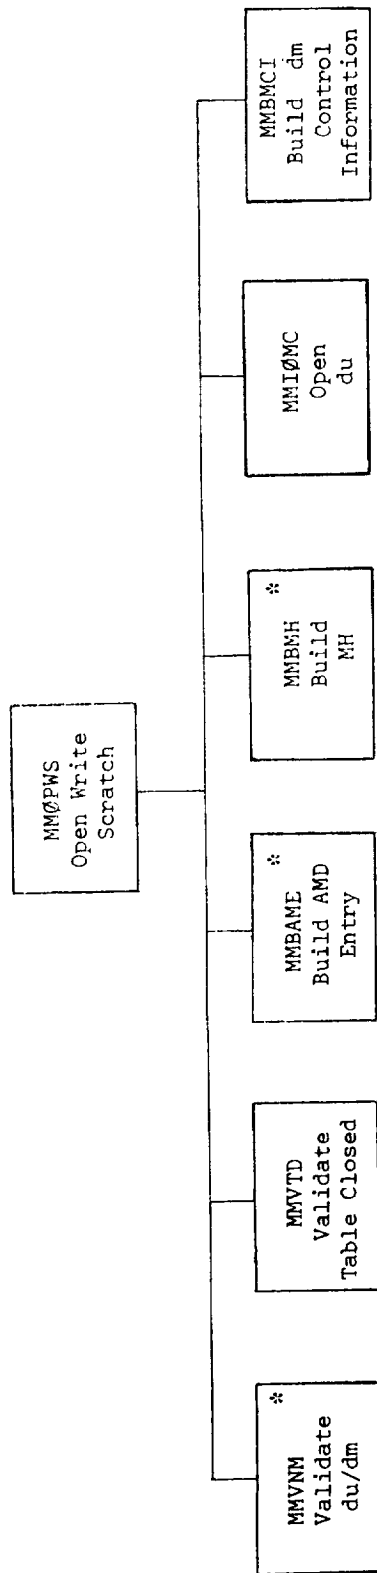 MMØPWS
Open Write
Scratch
*
MMVNM
Validate
du/dm
MMVTD
Validate
Table Closed
*
MMBAME
Build AMD
Entry
*
MMBMH
Build
MH
MMIØMC
Open
du
MMBMCI
Build dm
Control
Information